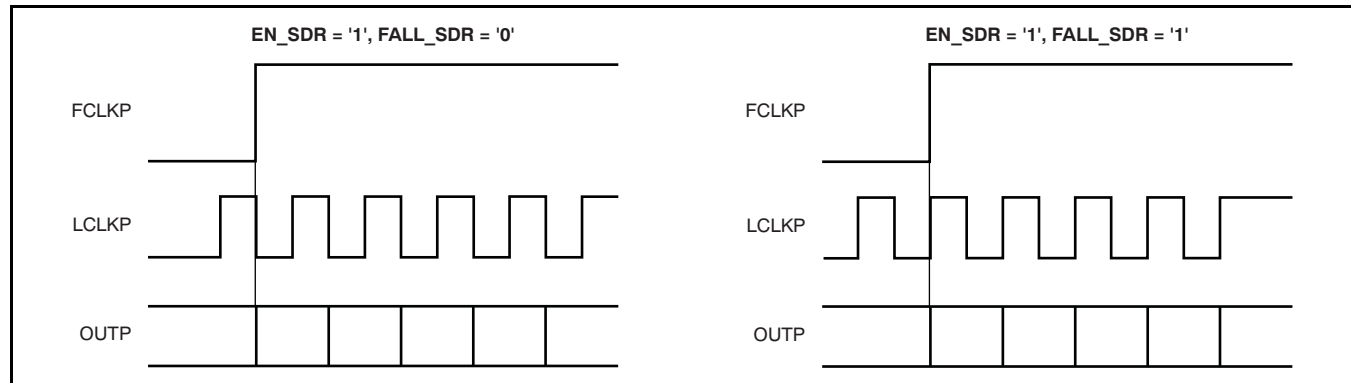 EN_SDR = '1', FALL_SDR = '0'
FCLKP
LCLKP
OUTP
EN_SDR = '1', FALL_SDR = '1'
FCLKP
LCLKP
OUTP